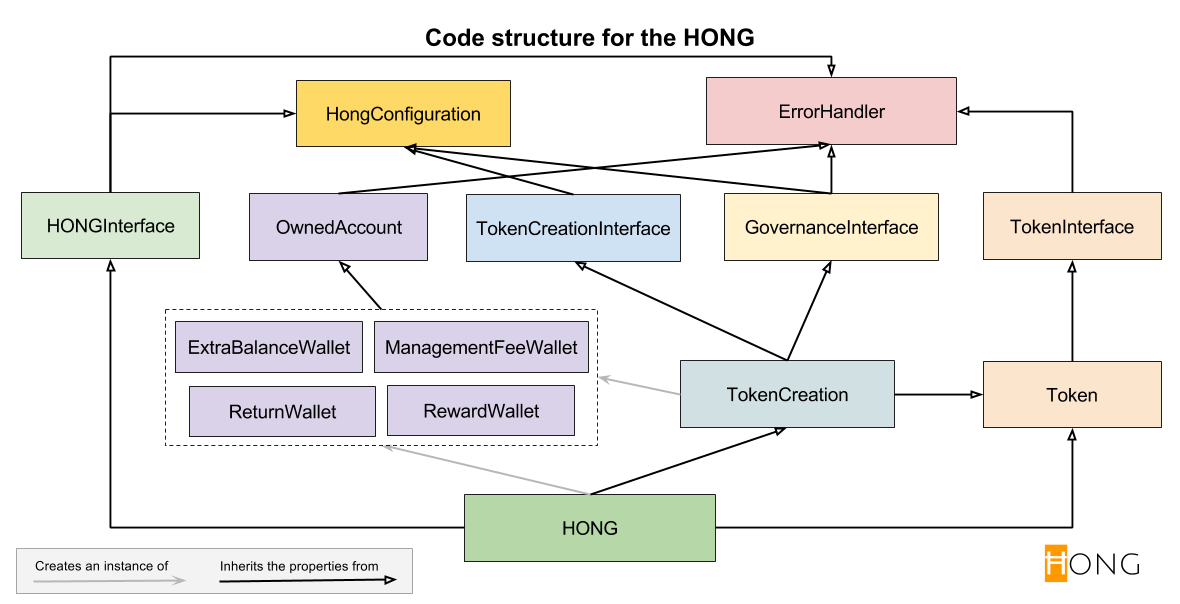 Code structure for the HONG
HongConfiguration
ErrorHandler
HONGInterface
OwnedAccount
TokenCreationInterface
GovernanceInterface
TokenInterface
ExtraBalanceWallet
ManagementFeeWallet
ReturnWallet
RewardWallet
TokenCreation
Token
HONG
Creates an instance of
Inherits the properties from
HONG